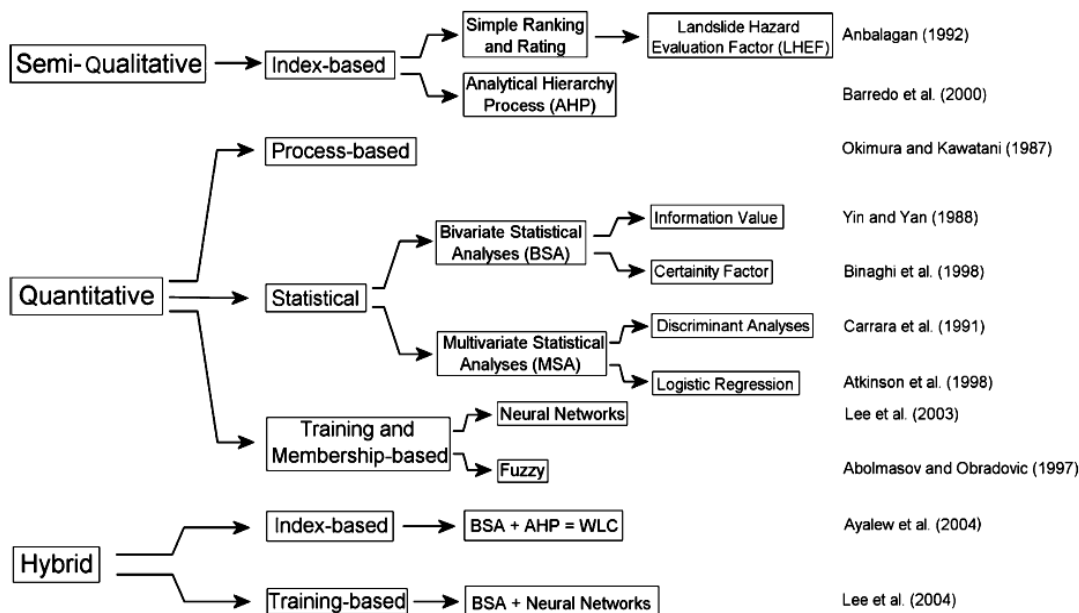 Simple Ranking
and Rating
Landslide Hazard
Evaluation Factor (LHEF)
Anbalagan (1992)
Semi-Qualitative
Index-based
Analytical Hierarchy
Process (AHP)
Barredo et al. (2000)
Process-based
Okimura and Kawatani (1987)
Information Value
Yin and Yan (1988)
Bivariate Statistical
Analyses (BSA)
Certainity Factor
Binaghi et al. (1998)
Quantitative
Statistical
Discriminant Analyses
Carrara et al. (1991)
Multivariate Statistical
Analyses (MSA)
Logistic Regression
Atkinson et al. (1998)
Neural Networks
Lee et al. (2003)
Training and
Membership-based
Fuzzy
Abolmasov and Obradovic (1997)
Index-based
BSA + AHP = WLC
Ayalew et al. (2004)
Hybrid
Training-based
BSA + Neural Networks
Lee et al. (2004)